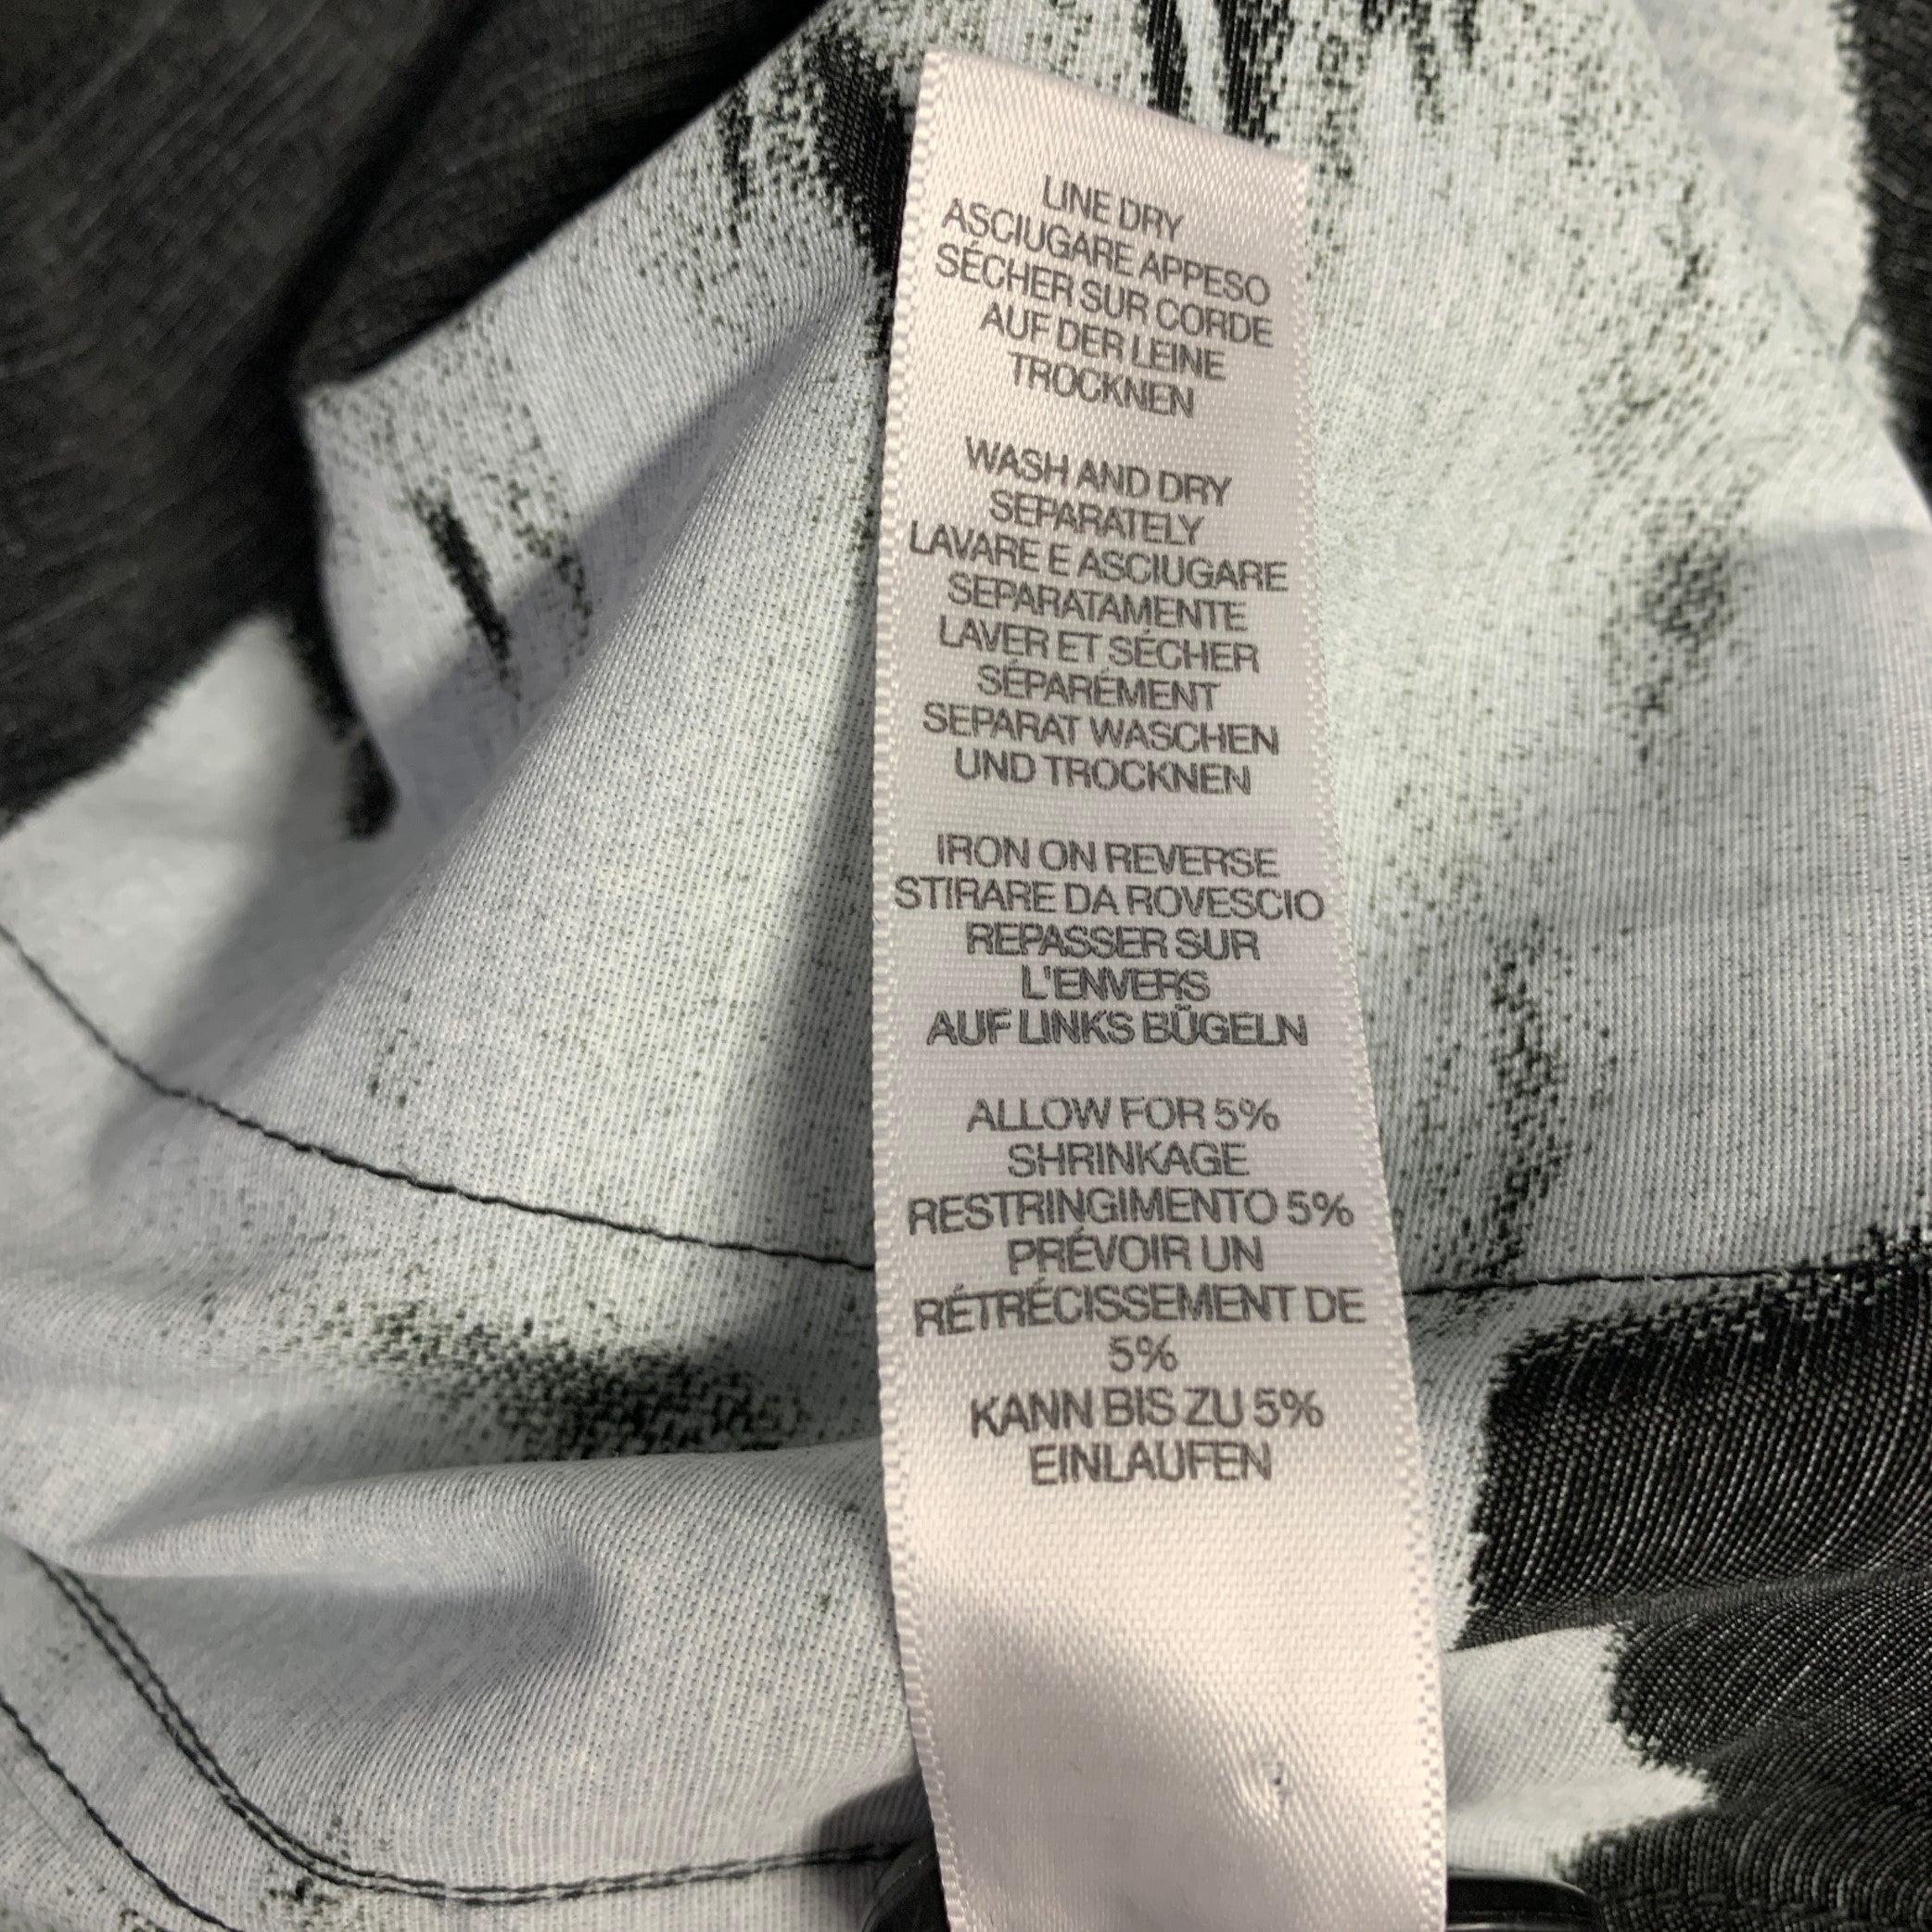 LINE DRY
ASCIUGARE APPESO
SÉCHER SUR CORDE
AUF DER LEINE
TROCKNEN
WASH AND DRY
SEPARATELY
LAVARE E ASCIUGARE
SEPARATAMENTE
LAVER ET SÉCHER
SÉPARÉMENT
SEPARAT WASCHEN
UND TROCKNEN
IRON ON REVERSE
STIRARE DA ROVESCIO
REPASSER SUR
L'ENVERS
AUF LINKS BÜGELN
ALLOW FOR 5%
SHRINKAGE
RESTRINGIMENTO 5%
PRÉVOIR UN
RÉTRÉCISSEMENT DE
5%
KANN BIS ZU 5%
EINLAUFEN